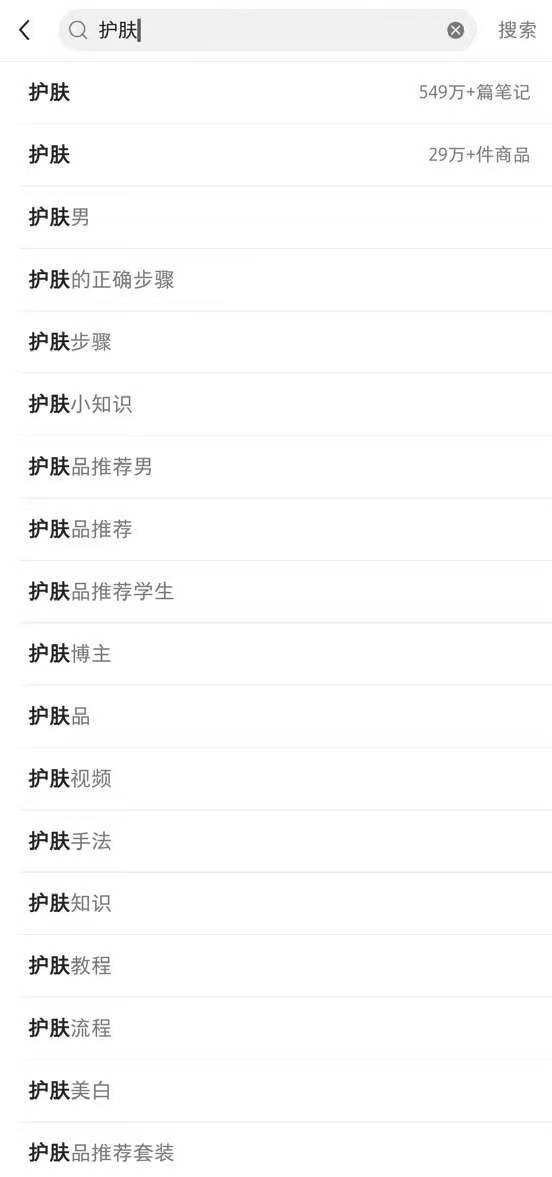 护肤 搜索
护肤 549万+篇笔记
护肤 29万+件商品
护肤男
护肤的正确步骤
护肤步骤
护肤小知识
护肤品推荐男
护肤品推荐
护肤品推荐学生
护肤博主
护肤品
护肤视频
护肤手法
护肤知识
护肤教程
护肤流程
护肤美白
护肤品推荐套装